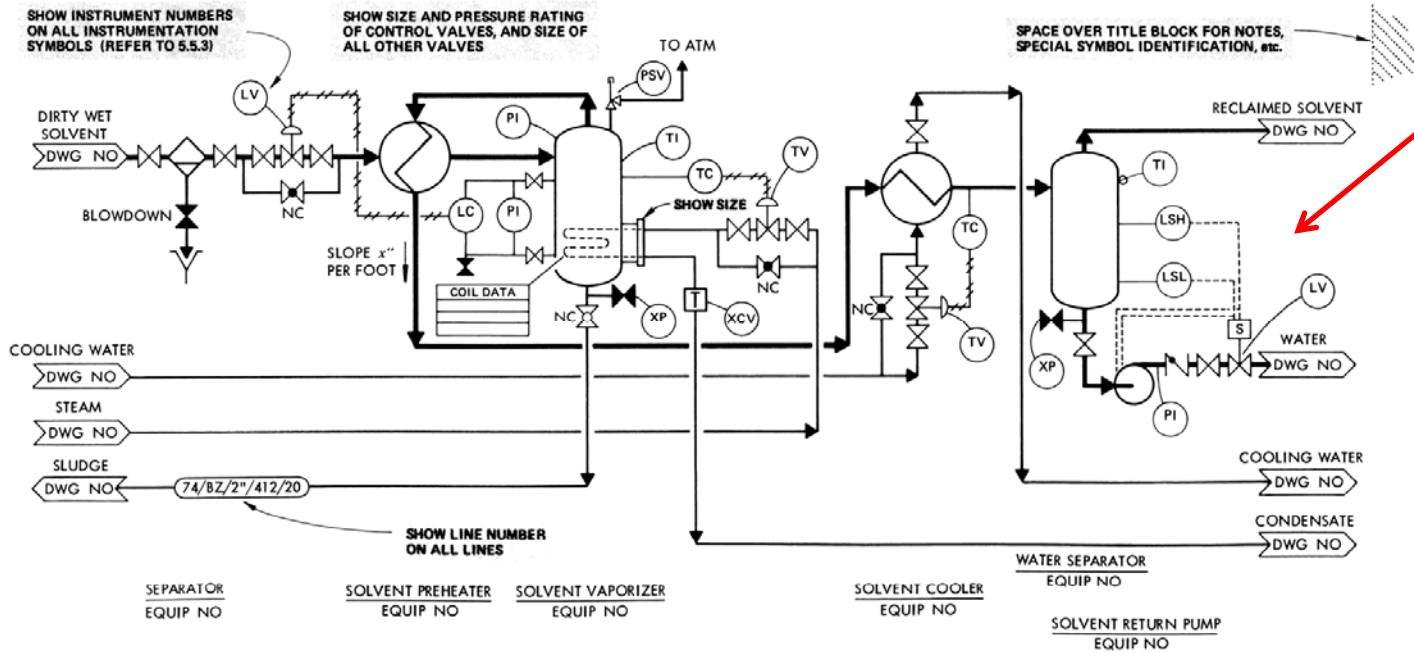 SHOW INSTRUMENT NUMBERS
ON ALL INSTRUMENTATION
SYMBOLS (REFER TO 5.5.3)
SHOW SIZE AND PRESSURE RATING
OF CONTROL VALVES, AND SIZE OF
ALL OTHER VALVES
SPACE OVER TITLE BLOCK FOR NOTES,
SPECIAL SYMBOL IDENTIFICATION, etc.
TO ATM
PSV
LV
PI
TI
TC
TV
DIRTY WET
SOLVENT
DWG NO
BLOWDOWN
NC
LC
PI
SHOW SIZE
NC
SLOPE x"
PER FOOT
COIL DATA
NC
XP
T
XCV
TC
NC
TV
RECLAIMED SOLVENT
DWG NO
TI
LSH
LSL
LV
S
XP
PI
WATER
DWG NO
COOLING WATER
DWG NO
STEAM
DWG NO
SLUDGE
DWG NO
74/BZ/2"/412/20
SHOW LINE NUMBER
ON ALL LINES
COOLING WATER
DWG NO
CONDENSATE
DWG NO
SEPARATOR
EQUIP NO
SOLVENT PREHEATER
EQUIP NO
SOLVENT VAPORIZER
EQUIP NO
SOLVENT COOLER
EQUIP NO
WATER SEPARATOR
EQUIP NO
SOLVENT RETURN PUMP
EQUIP NO